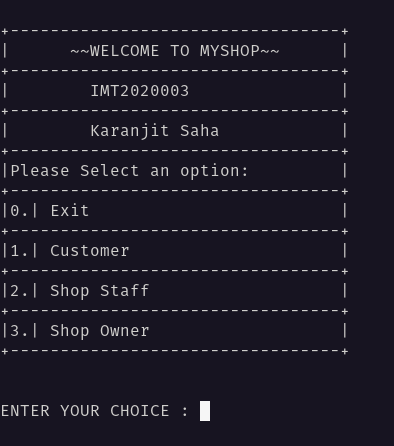 +---------------------------------+
|      ~~WELCOME TO MYSHOP~~      |
+---------------------------------+
|        IMT2020003               |
+---------------------------------+
|        Karanjit Saha            |
+---------------------------------+
|Please Select an option:         |
+---------------------------------+
|0.| Exit                         |
+---------------------------------+
|1.| Customer                     |
+---------------------------------+
|2.| Shop Staff                   |
+---------------------------------+
|3.| Shop Owner                   |
+---------------------------------+
ENTER YOUR CHOICE :